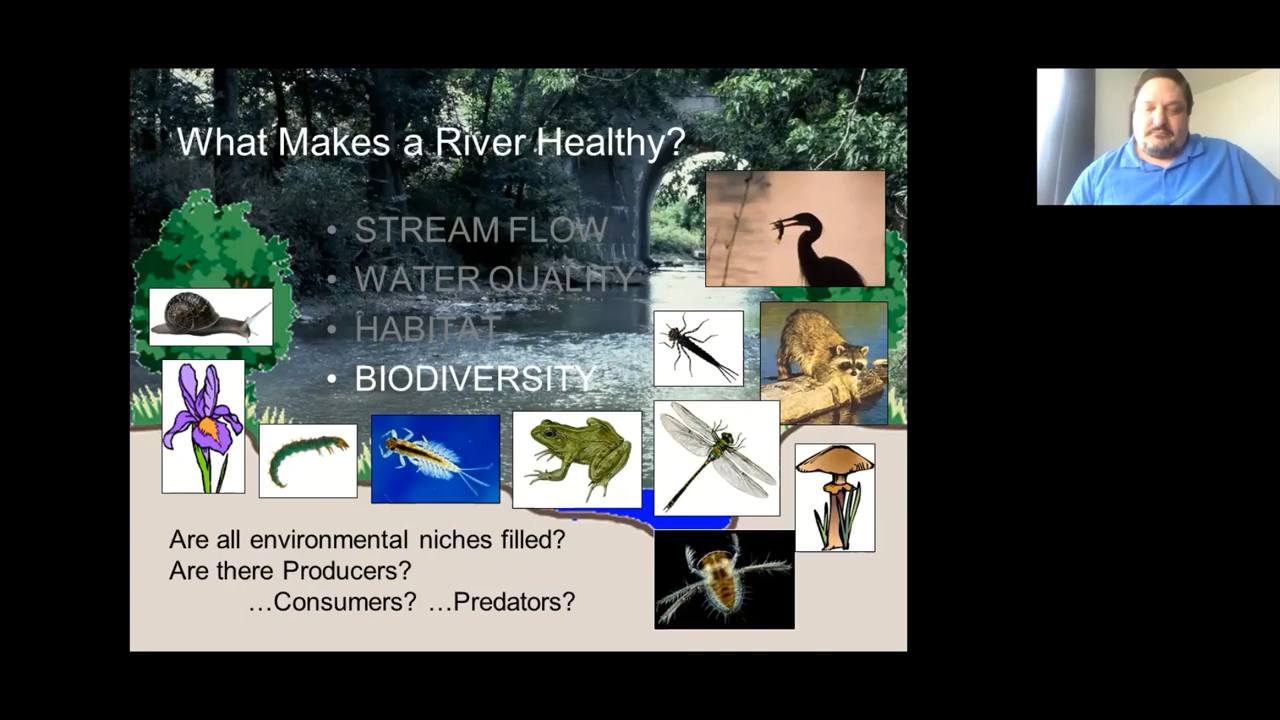 What Makes a River Healthy?
• STREAM FLOW
• WATER QUALITY
• HABITAT
• BIODIVERSITY
Are all environmental niches filled?
Are there Producers?
…Consumers? …Predators?